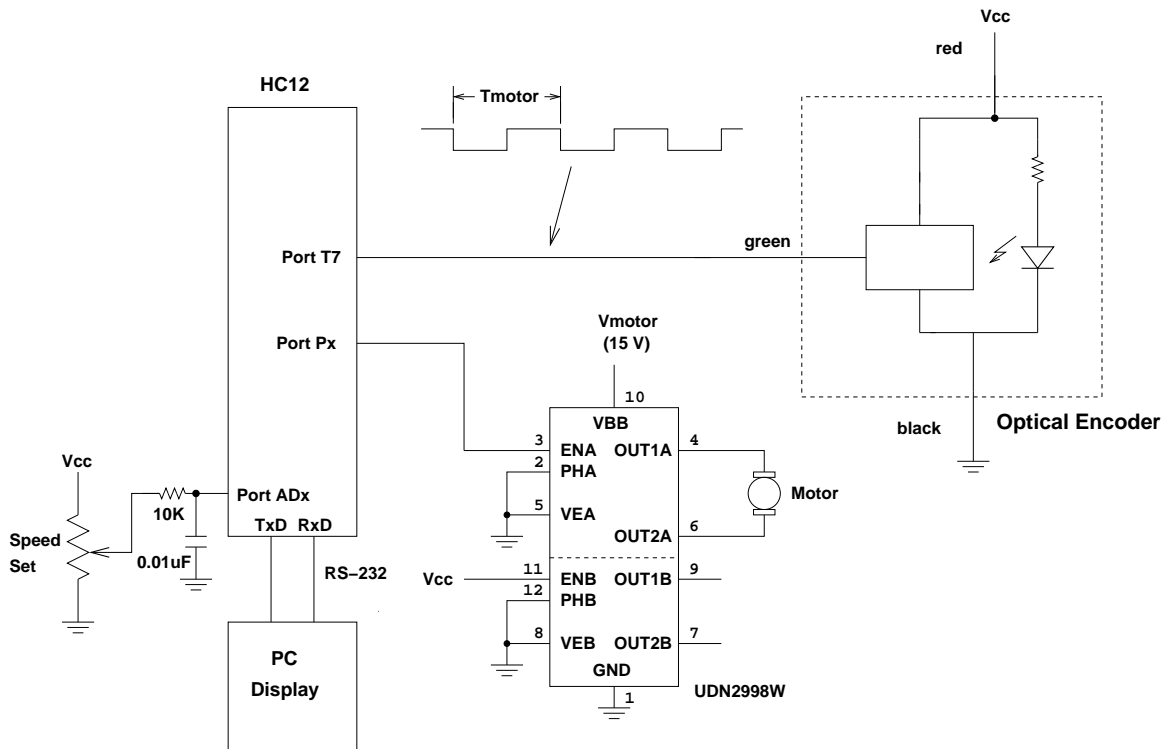 Vcc
red
HC12
Tmotor
Port T7
green
Port Px
Vmotor
(15 V)
10
VBB
black
Optical Encoder
3
ENA
OUT1A
4
2
PHA
Vcc
Port ADx
10K
5
VEA
Motor
OUT2A
6
TxD RxD
Speed
Set
0.01uF
RS-232
Vcc
11
ENB
OUT1B
9
12
PHB
8
VEB
OUT2B
7
PC
Display
GND
1
UDN2998W